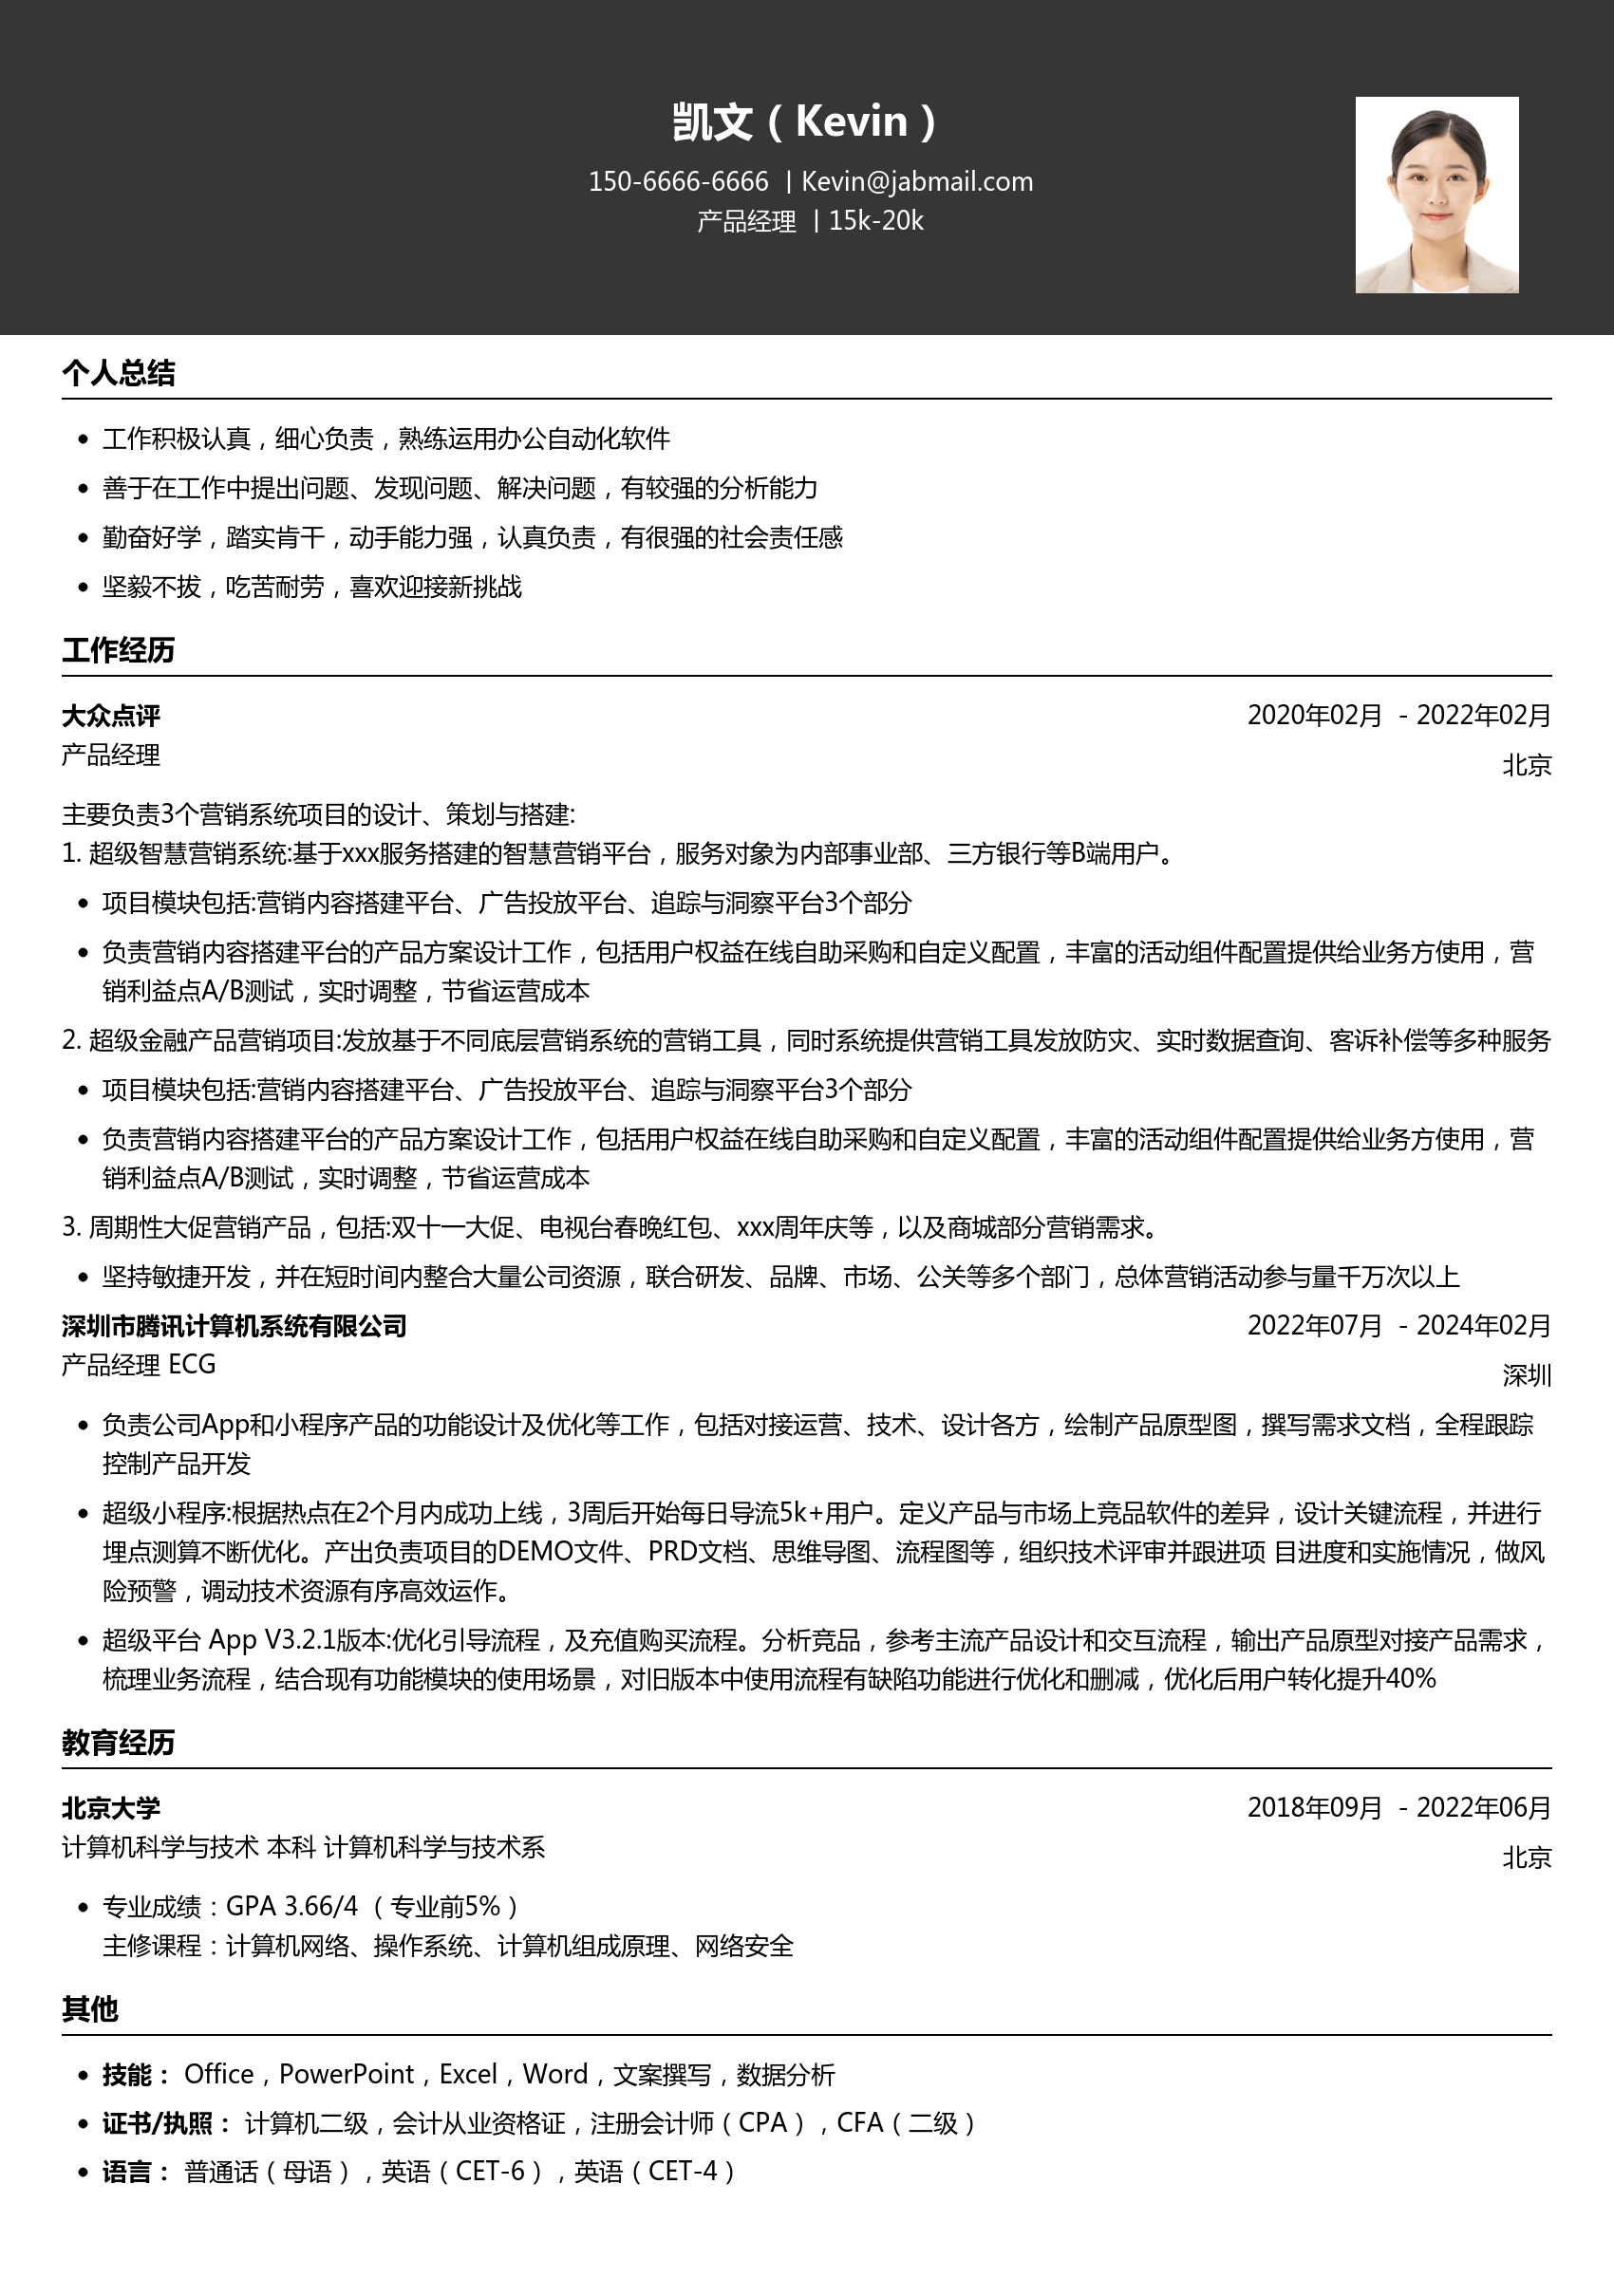 凯文（Kevin）
150-6666-6666 | Kevin@jabmail.com
产品经理 | 15k-20k
个人总结
• 工作积极认真，细心负责，熟练运用办公自动化软件
• 善于在工作中提出问题、发现问题、解决问题，有较强的分析能力
• 勤奋好学，踏实肯干，动手能力强，认真负责，有很强的社会责任感
• 坚毅不拔，吃苦耐劳，喜欢迎接新挑战
工作经历
大众点评 2020年02月 - 2022年02月
产品经理 北京
主要负责3个营销系统项目的设计、策划与搭建:
1. 超级智慧营销系统:基于xxx服务搭建的智慧营销平台，服务对象为内部事业部、三方银行等B端用户。
• 项目模块包括:营销内容搭建平台、广告投放平台、追踪与洞察平台3个部分
• 负责营销内容搭建平台的产品方案设计工作，包括用户权益在线自助采购和自定义配置，丰富的活动组件配置提供给业务方使用，营
销利益点A/B测试，实时调整，节省运营成本
2. 超级金融产品营销项目:发放基于不同底层营销系统的营销工具，同时系统提供营销工具发放防灾、实时数据查询、客诉补偿等多种服务
• 项目模块包括:营销内容搭建平台、广告投放平台、追踪与洞察平台3个部分
• 负责营销内容搭建平台的产品方案设计工作，包括用户权益在线自助采购和自定义配置，丰富的活动组件配置提供给业务方使用，营
销利益点A/B测试，实时调整，节省运营成本
3. 周期性大促营销产品，包括:双十一大促、电视台春晚红包、xxx周年庆等，以及商城部分营销需求。
• 坚持敏捷开发，并在短时间内整合大量公司资源，联合研发、品牌、市场、公关等多个部门，总体营销活动参与量千万次以上
深圳市腾讯计算机系统有限公司 2022年07月 - 2024年02月
产品经理 ECG 深圳
• 负责公司App和小程序产品的功能设计及优化等工作，包括对接运营、技术、设计各方，绘制产品原型图，撰写需求文档，全程跟踪
控制产品开发
• 超级小程序:根据热点在2个月内成功上线，3周后开始每日导流5k+用户。定义产品与市场上竞品软件的差异，设计关键流程，并进行
埋点测算不断优化。产出负责项目的DEMO文件、PRD文档、思维导图、流程图等，组织技术评审并跟进项 目进度和实施情况，做风
险预警，调动技术资源有序高效运作。
• 超级平台 App V3.2.1版本:优化引导流程，及充值购买流程。分析竞品，参考主流产品设计和交互流程，输出产品原型对接产品需求，
梳理业务流程，结合现有功能模块的使用场景，对旧版本中使用流程有缺陷功能进行优化和删减，优化后用户转化提升40%
教育经历
北京大学 2018年09月 - 2022年06月
计算机科学与技术 本科 计算机科学与技术系 北京
• 专业成绩：GPA 3.66/4 （专业前5%）
主修课程：计算机网络、操作系统、计算机组成原理、网络安全
其他
• 技能： Office，PowerPoint，Excel，Word，文案撰写，数据分析
• 证书/执照： 计算机二级，会计从业资格证，注册会计师（CPA），CFA（二级）
• 语言： 普通话（母语），英语（CET-6），英语（CET-4）